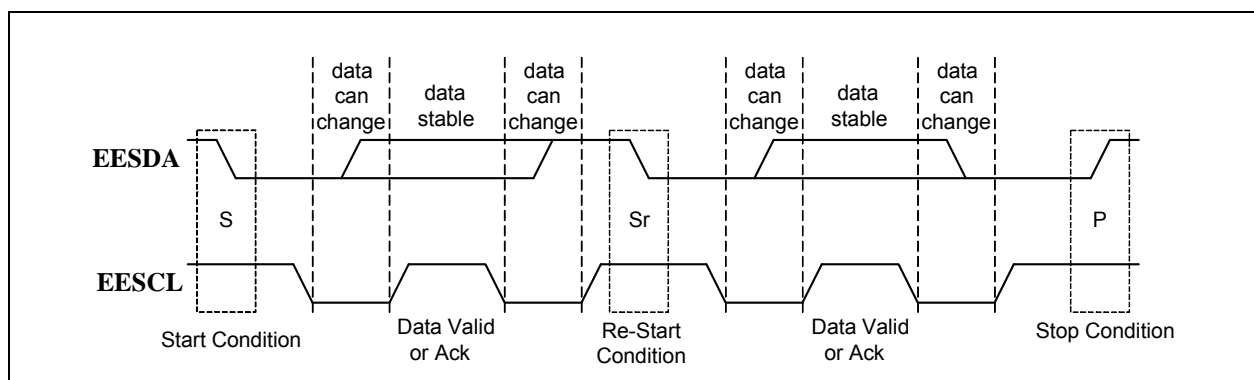 data
can
change
data
stable
data
can
change
data
can
change
data
stable
data
can
change
EESDA
S
Sr
P
EESCL
Start Condition
Data Valid
or Ack
Re-Start
Condition
Data Valid
or Ack
Stop Condition